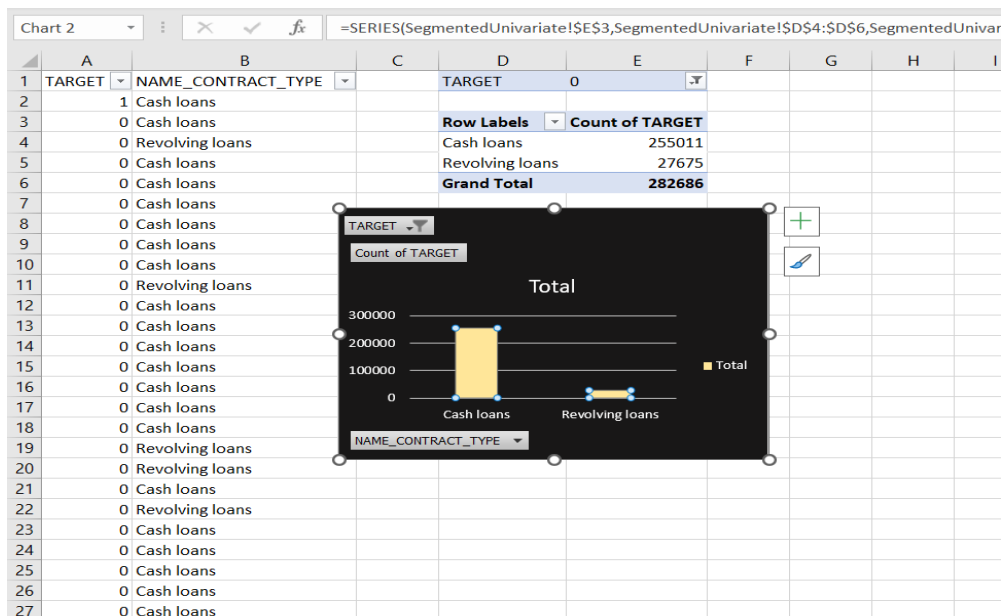 Chart 2 fx =SERIES(SegmentedUnivariate!$E$3,SegmentedUnivariate!$D$4:$D$6,SegmentedUnivar
A B C D E F G H I
1 TARGET NAME_CONTRACT_TYPE TARGET 0
2 1 Cash loans
3 0 Cash loans Row Labels Count of TARGET
4 0 Revolving loans Cash loans 255011
5 0 Cash loans Revolving loans 27675
6 0 Cash loans Grand Total 282686
7 0 Cash loans
8 0 Cash loans
9 0 Cash loans
10 0 Cash loans
11 0 Revolving loans
12 0 Cash loans
13 0 Cash loans
14 0 Cash loans
15 0 Cash loans
16 0 Cash loans
17 0 Cash loans
18 0 Cash loans
19 0 Revolving loans
20 0 Revolving loans
21 0 Cash loans
22 0 Revolving loans
23 0 Cash loans
24 0 Cash loans
25 0 Cash loans
26 0 Cash loans
27 0 Cash loans
TARGET
Count of TARGET
Total
300000
200000
100000
0
Total
Cash loans Revolving loans
NAME_CONTRACT_TYPE